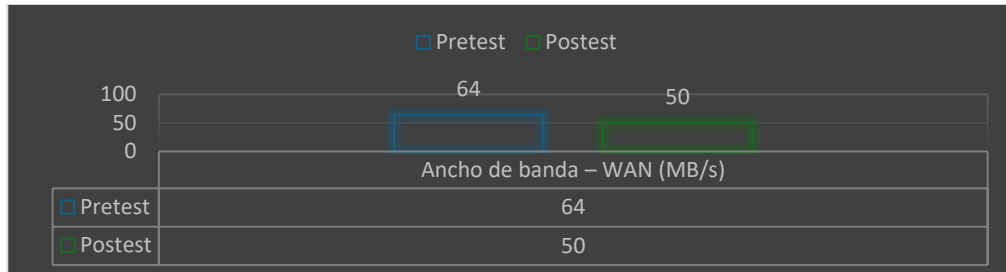 Pretest Postest
64
50
100
50
0
Ancho de banda – WAN (MB/s)
Pretest 64
Postest 50